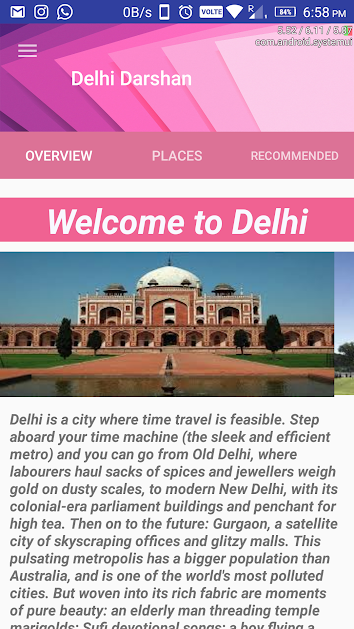 0B/s VOLTE R 84% 6:58 PM
5.52 / 6.11 / 5.87
com.android.systemui
Delhi Darshan
OVERVIEW PLACES RECOMMENDED
Welcome to Delhi
Delhi is a city where time travel is feasible. Step
aboard your time machine (the sleek and efficient
metro) and you can go from Old Delhi, where
labourers haul sacks of spices and jewellers weigh
gold on dusty scales, to modern New Delhi, with its
colonial-era parliament buildings and penchant for
high tea. Then on to the future: Gurgaon, a satellite
city of skyscraping offices and glitzy malls. This
pulsating metropolis has a bigger population than
Australia, and is one of the world's most polluted
cities. But woven into its rich fabric are moments
of pure beauty: an elderly man threading temple
marigolds; Sufi devotional songs; a boy flying a